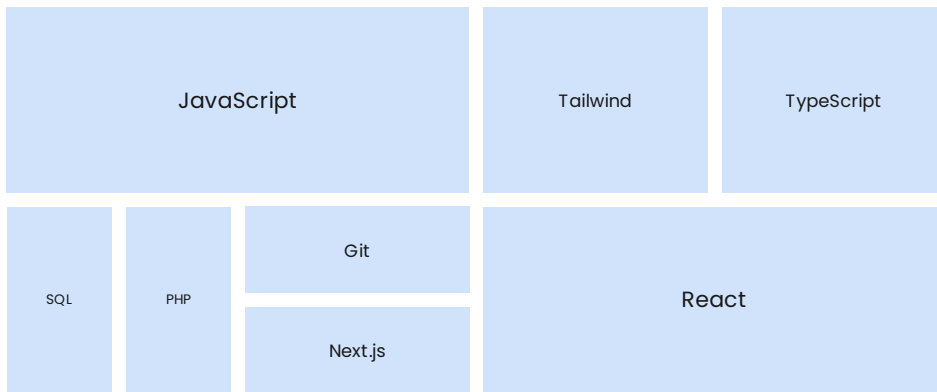 JavaScript
Tailwind
TypeScript
SQL
PHP
Git
Next.js
React